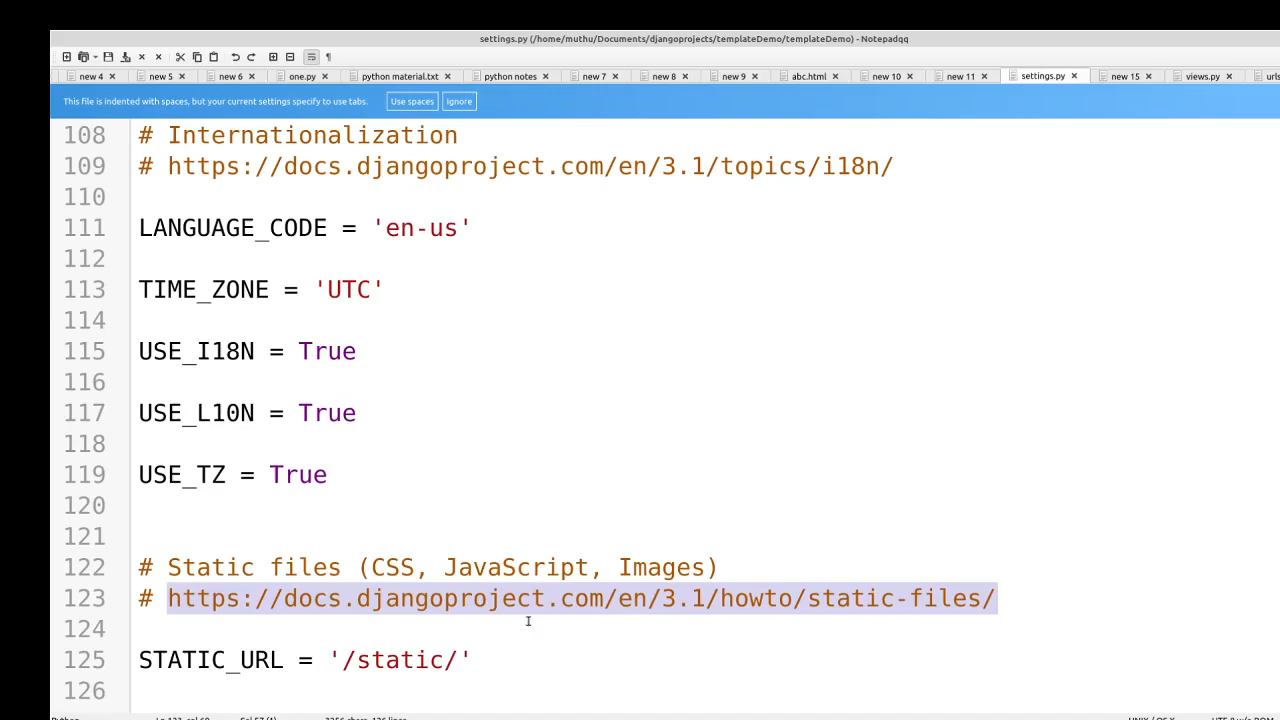 settings.py (/home/muthu/Documents/djangoprojects/templateDemo/templateDemo) - Notepadqq
new 4 new 5 new 6 one.py python material.txt python notes new 7 new 8 new 9 abc.html new 10 new 11 settings.py new 15 views.py urls
This file is indented with spaces, but your current settings specify to use tabs. Use spaces Ignore
108 # Internationalization
109 # https://docs.djangoproject.com/en/3.1/topics/i18n/
110
111 LANGUAGE_CODE = 'en-us'
112
113 TIME_ZONE = 'UTC'
114
115 USE_I18N = True
116
117 USE_L10N = True
118
119 USE_TZ = True
120
121
122 # Static files (CSS, JavaScript, Images)
123 # https://docs.djangoproject.com/en/3.1/howto/static-files/
124
125 STATIC_URL = '/static/'
126